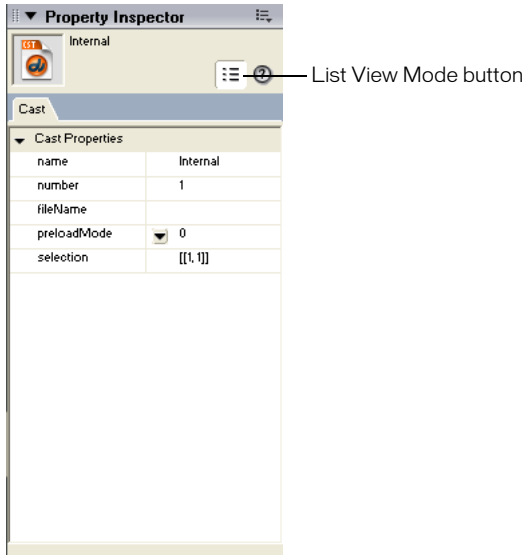 Property Inspector
CST
Internal
?
List View Mode button
Cast
Cast Properties
name Internal
number 1
fileName
preloadMode 0
selection [[1, 1]]